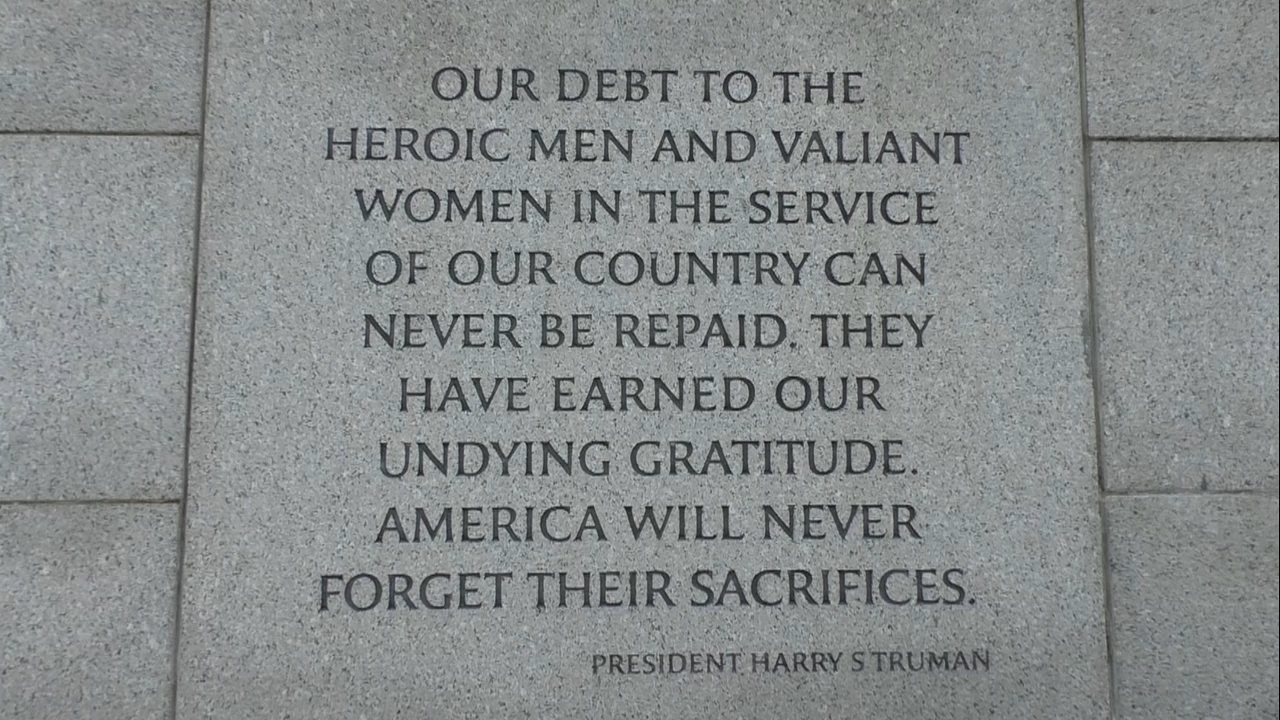 OUR DEBT TO THE
HEROIC MEN AND VALIANT
WOMEN IN THE SERVICE
OF OUR COUNTRY CAN
NEVER BE REPAID. THEY
HAVE EARNED OUR
UNDYING GRATITUDE.
AMERICA WILL NEVER
FORGET THEIR SACRIFICES.
PRESIDENT HARRY S TRUMAN